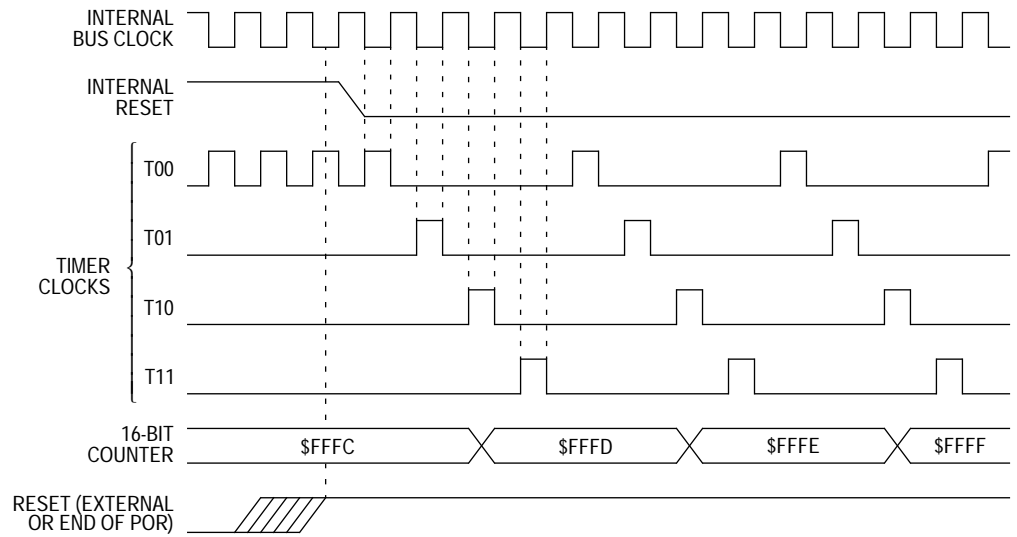 INTERNAL
BUS CLOCK
INTERNAL
RESET
T00
T01
TIMER
CLOCKS
T10
T11
16-BIT
COUNTER
$FFFC
$FFFD
$FFFE
$FFFF
RESET (EXTERNAL
OR END OF POR)